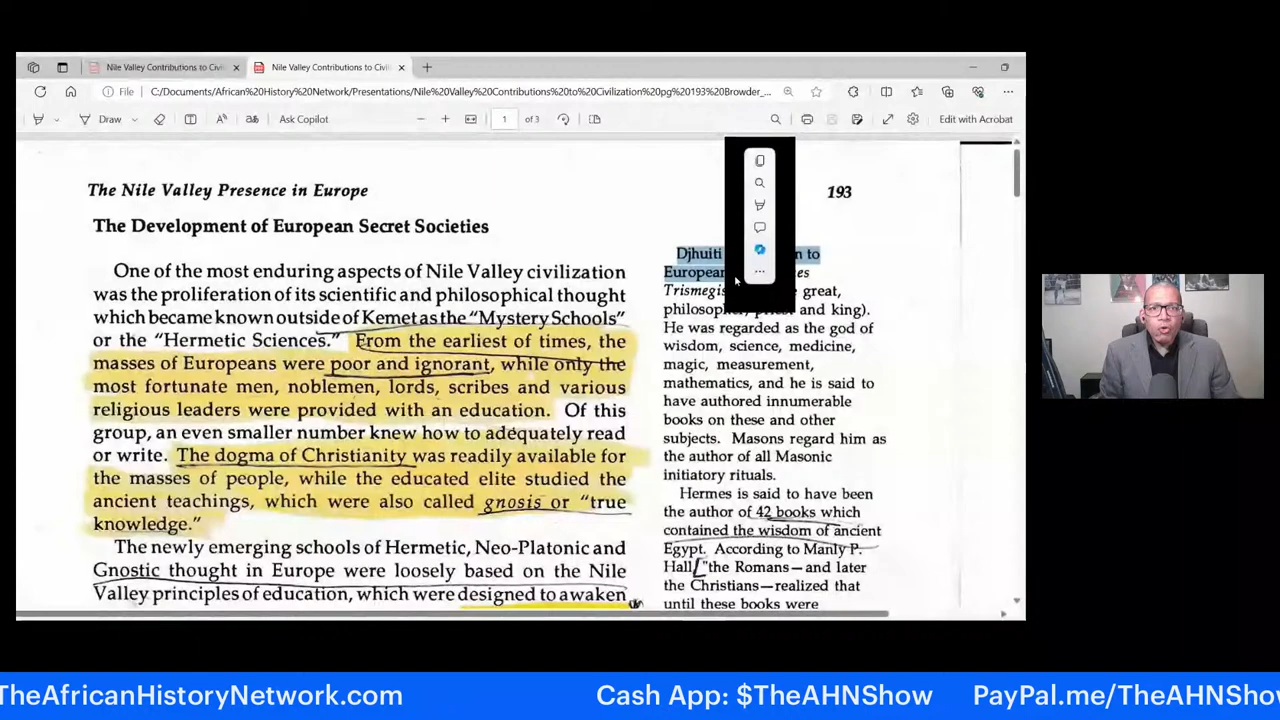 Nile Valley Contributions to Civi
Nile Valley Contributions to Civi
File
C:/Documents/African%20History%20Network/Presentations/Nile%20Valley%20Contributions%20to%20Civilization%20pg%20193%20Browder_...
Draw
Ask Copilot
1 of 3
Edit with Acrobat
The Nile Valley Presence in Europe
193
The Development of European Secret Societies
One of the most enduring aspects of Nile Valley civilization
was the proliferation of its scientific and philosophical thought
which became known outside of Kemet as the “Mystery Schools”
or the “Hermetic Sciences.” From the earliest of times, the
masses of Europeans were poor and ignorant, while only the
most fortunate men, noblemen, lords, scribes and various
religious leaders were provided with an education. Of this
group, an even smaller number knew how to adequately read
or write. The dogma of Christianity was readily available for
the masses of people, while the educated elite studied the
ancient teachings, which were also called gnosis or “true
knowledge.”
The newly emerging schools of Hermetic, Neo-Platonic and
Gnostic thought in Europe were loosely based on the Nile
Valley principles of education, which were designed to awaken
Djhuiti to
European
great,
and king).
He was regarded as the god of
wisdom, science, medicine,
magic, measurement,
mathematics, and he is said to
have authored innumerable
books on these and other
subjects. Masons regard him as
the author of all Masonic
initiatory rituals.
Hermes is said to have been
the author of 42 books which
contained the wisdom of ancient
Egypt. According to Manly P.
Hall "the Romans—and later
the Christians—realized that
until these books were
TheAfricanHistoryNetwork.com Cash App: $TheAHNShow PayPal.me/TheAHNShow